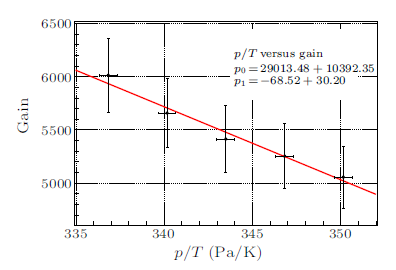 6500
p/T versus gain
p₀ = 29013.48 + 10392.35
p₁ = −68.52 + 30.20
6000
Gain
5500
5000
335 340 345 350
p/T (Pa/K)